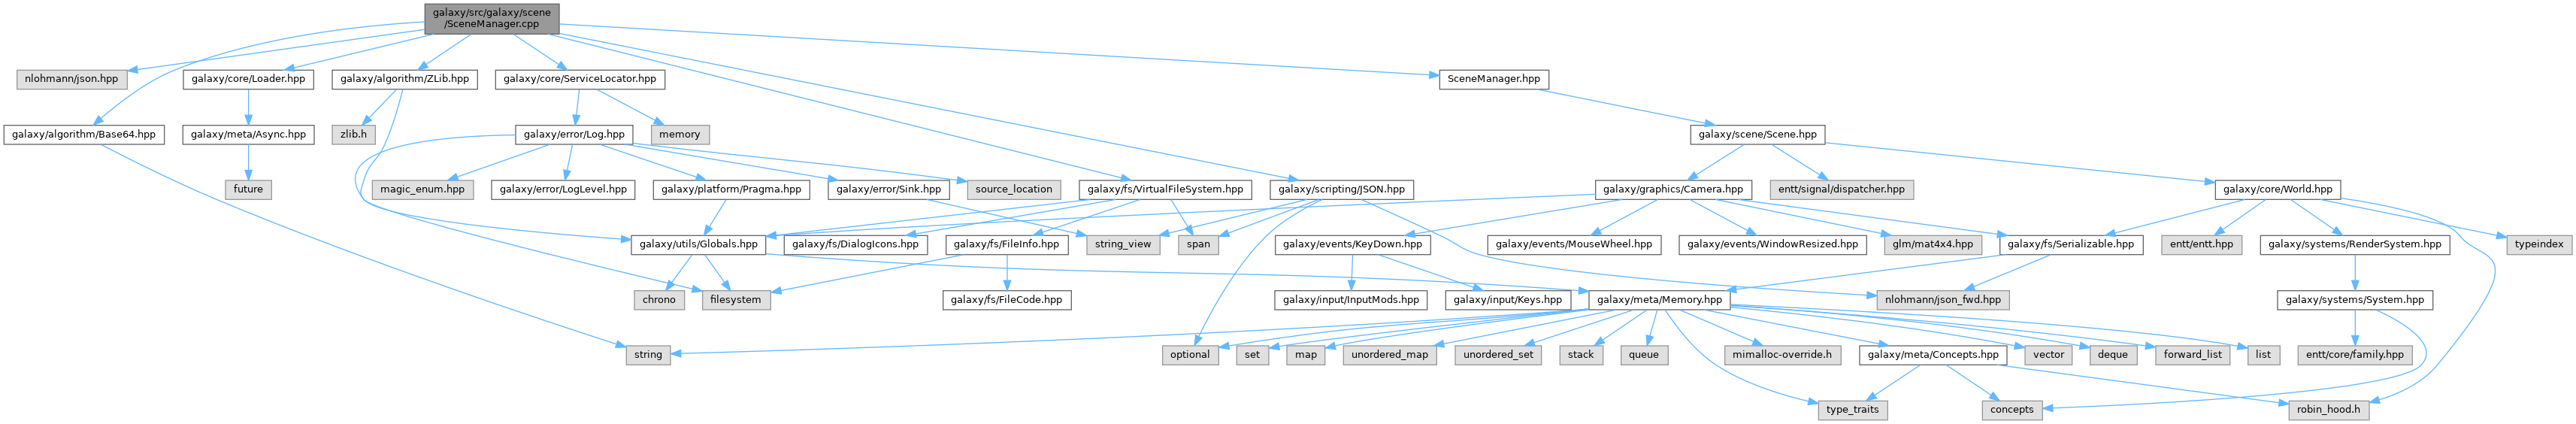 galaxy/src/galaxy/scene
/SceneManager.cpp
nlohmann/json.hpp
galaxy/core/Loader.hpp
galaxy/algorithm/ZLib.hpp
galaxy/core/ServiceLocator.hpp
SceneManager.hpp
galaxy/algorithm/Base64.hpp
galaxy/meta/Async.hpp
zlib.h
galaxy/error/Log.hpp
memory
galaxy/scene/Scene.hpp
future
magic_enum.hpp
galaxy/error/LogLevel.hpp
galaxy/platform/Pragma.hpp
galaxy/error/Sink.hpp
source_location
galaxy/fs/VirtualFileSystem.hpp
galaxy/scripting/JSON.hpp
galaxy/graphics/Camera.hpp
entt/signal/dispatcher.hpp
galaxy/core/World.hpp
galaxy/utils/Globals.hpp
galaxy/fs/DialogIcons.hpp
galaxy/fs/FileInfo.hpp
string_view
span
galaxy/events/KeyDown.hpp
galaxy/events/MouseWheel.hpp
galaxy/events/WindowResized.hpp
glm/mat4x4.hpp
galaxy/fs/Serializable.hpp
entt/entt.hpp
galaxy/systems/RenderSystem.hpp
typeindex
chrono
filesystem
galaxy/fs/FileCode.hpp
galaxy/input/InputMods.hpp
galaxy/input/Keys.hpp
galaxy/meta/Memory.hpp
nlohmann/json_fwd.hpp
galaxy/systems/System.hpp
string
optional
set
map
unordered_map
unordered_set
stack
queue
mimalloc-override.h
galaxy/meta/Concepts.hpp
vector
deque
forward_list
list
entt/core/family.hpp
type_traits
concepts
robin_hood.h